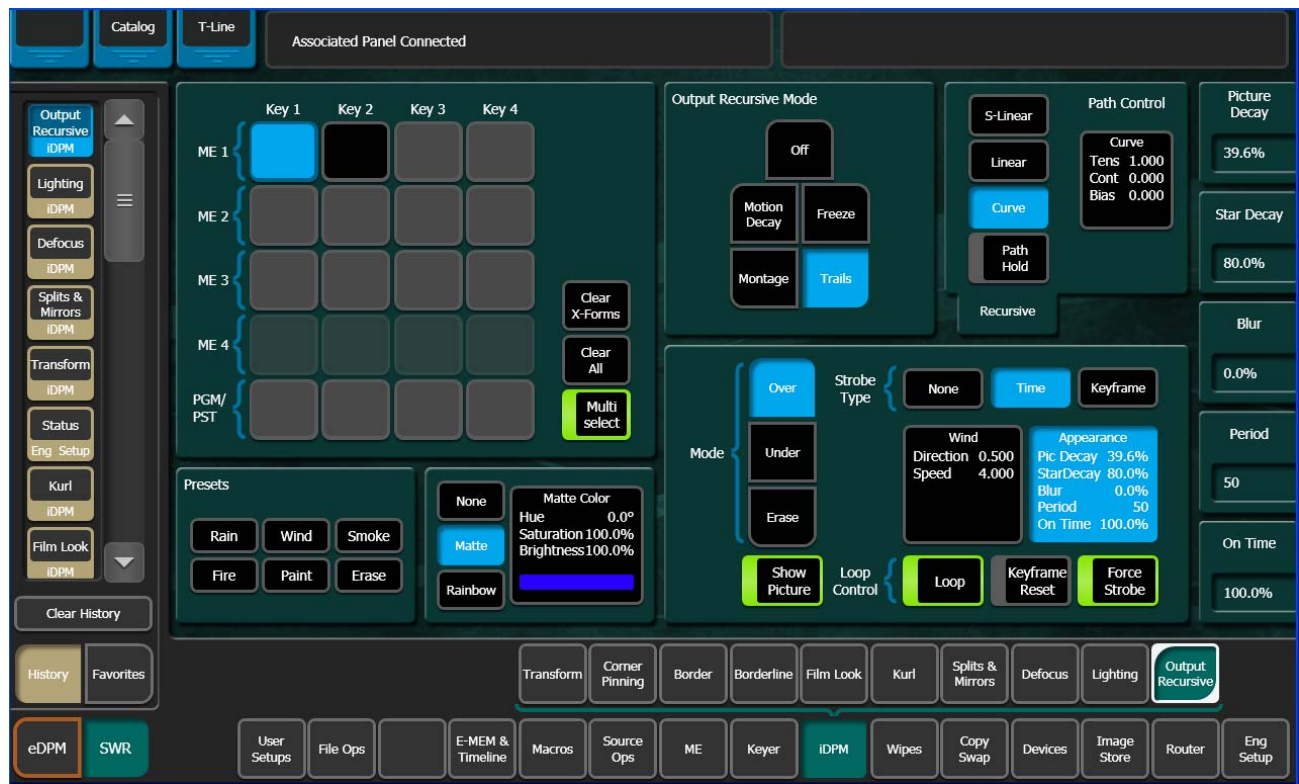 Catalog
T-Line
Associated Panel Connected
Output
Recursive
iDPM
Lighting
iDPM
Defocus
iDPM
Splits &
Mirrors
iDPM
Transform
iDPM
Status
Eng Setup
Kurl
iDPM
Film Look
iDPM
Clear History
History
Favorites
eDPM
SWR
Key 1 Key 2 Key 3 Key 4
ME 1
ME 2
ME 3
ME 4
PGM/
PST
Clear
X-Forms
Clear
All
Multi
select
Presets
Rain Wind Smoke
Fire Paint Erase
None
Matte
Rainbow
Matte Color
Hue 0.0°
Saturation 100.0%
Brightness 100.0%
Output Recursive Mode
Off
Motion
Decay
Freeze
Montage
Trails
S-Linear
Linear
Curve
Path
Hold
Path Control
Curve
Tens 1.000
Cont 0.000
Bias 0.000
Recursive
Mode
Over
Under
Erase
Show
Picture
Strobe
Type
None
Time
Keyframe
Wind
Direction 0.500
Speed 4.000
Appearance
Pic Decay 39.6%
StarDecay 80.0%
Blur 0.0%
Period 50
On Time 100.0%
Loop
Control
Loop
Keyframe
Reset
Force
Strobe
Picture
Decay
39.6%
Star Decay
80.0%
Blur
0.0%
Period
50
On Time
100.0%
Transform
Corner
Pinning
Border
Borderline
Film Look
Kurl
Splits &
Mirrors
Defocus
Lighting
Output
Recursive
User
Setups
File Ops
E-MEM &
Timeline
Macros
Source
Ops
ME
Keyer
iDPM
Wipes
Copy
Swap
Devices
Image
Store
Router
Eng
Setup